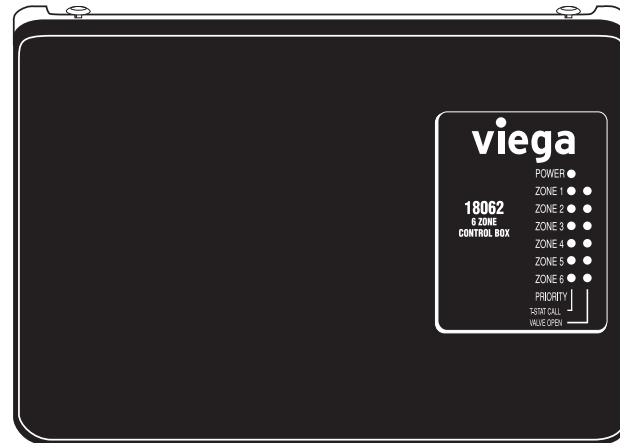 viega
POWER
18062
6 ZONE
CONTROL BOX
ZONE 1
ZONE 2
ZONE 3
ZONE 4
ZONE 5
ZONE 6
PRIORITY
T-STAT CALL
VALVE OPEN